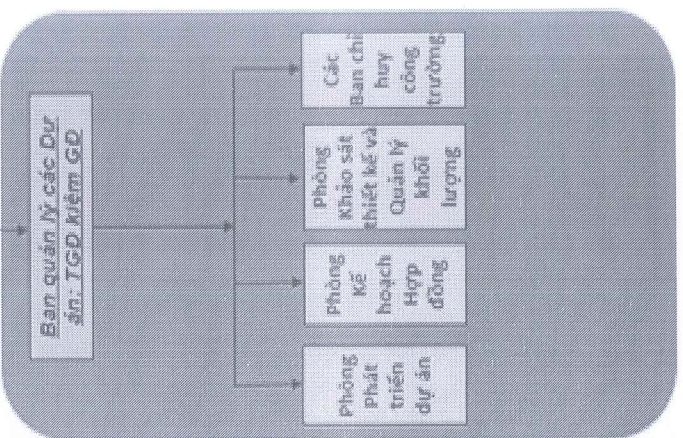 Ban quản lý các Dự
án: TGĐ kiêm GĐ
Phòng
Phát
triển
dự án
Phòng
Kế
hoạch
Hợp
đồng
Phòng
Khảo sát
thiết kế và
Quản lý
khối
lượng
Các
Ban chỉ
huy
công
trường